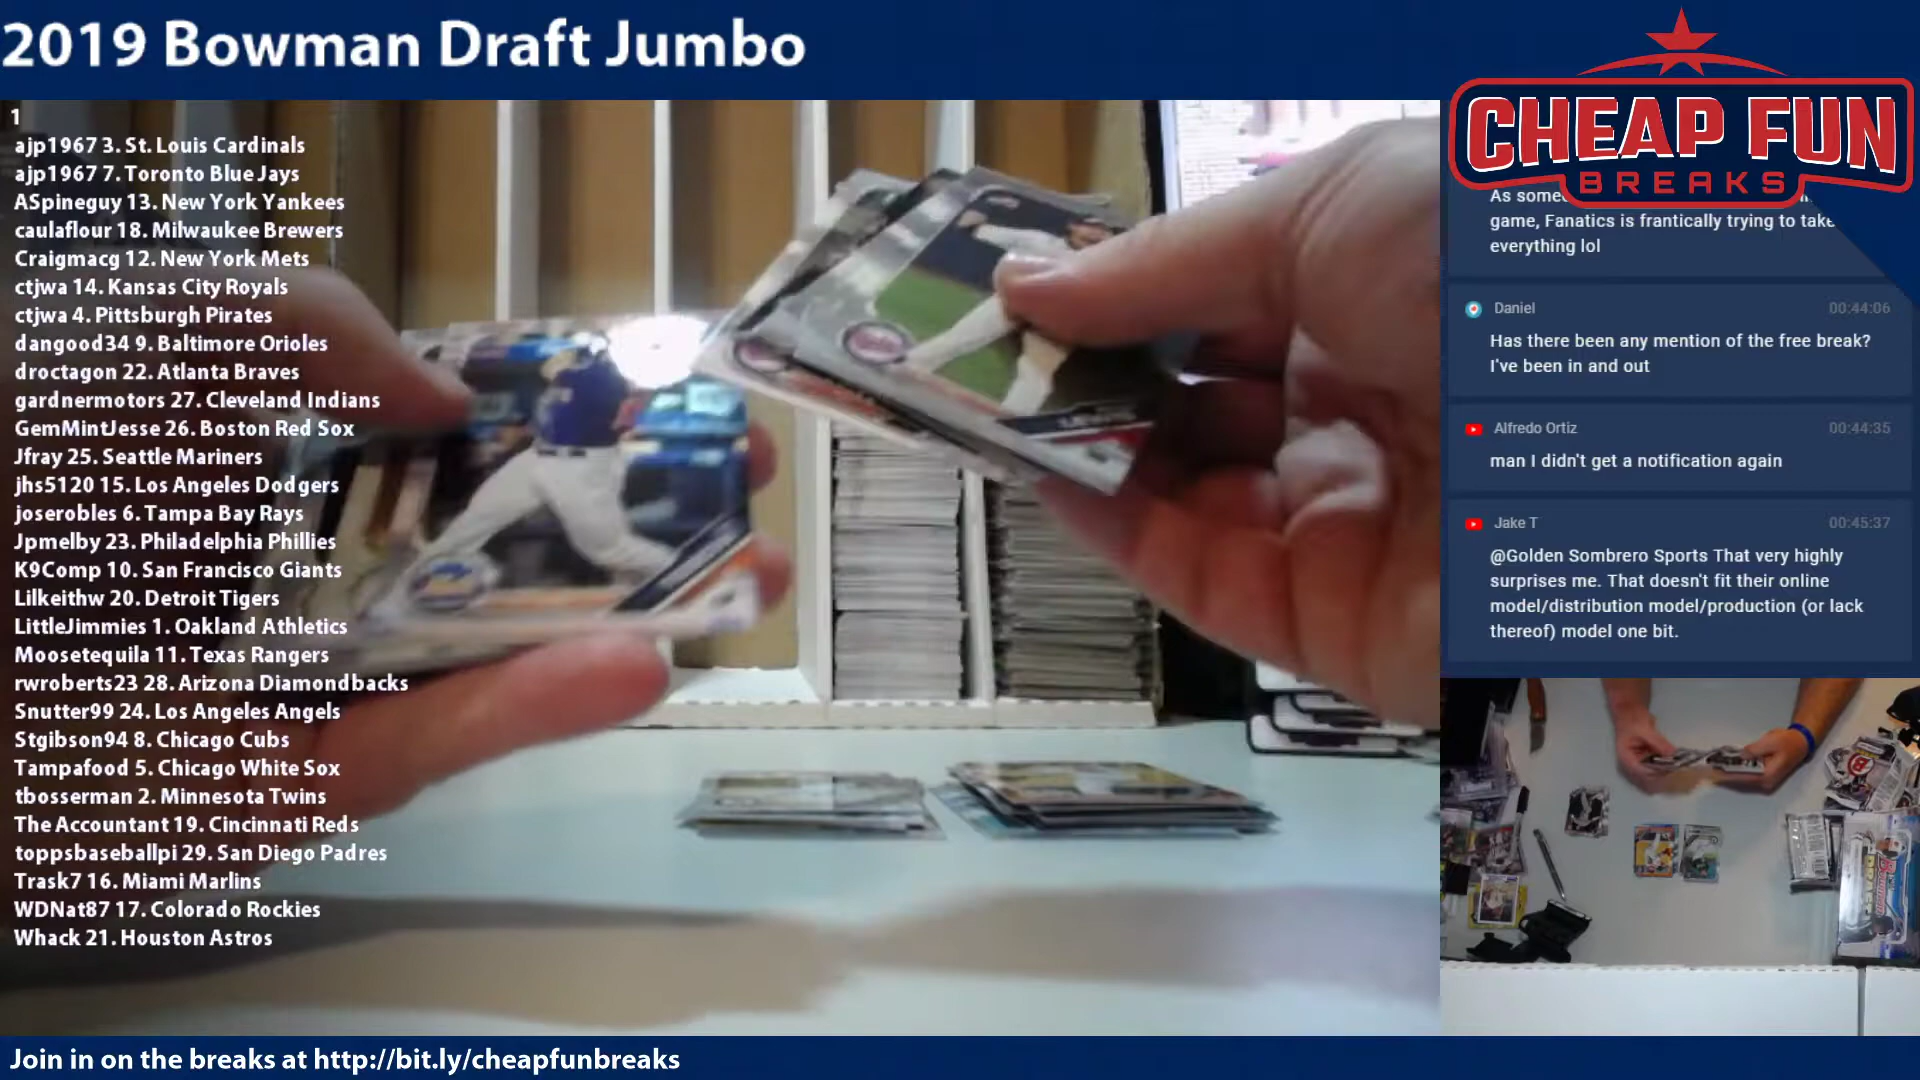 2019 Bowman Draft Jumbo
CHEAP FUN
BREAKS
1
ajp1967 3. St. Louis Cardinals
ajp1967 7. Toronto Blue Jays
ASpineguy 13. New York Yankees
caulaflour 18. Milwaukee Brewers
Craigmacg 12. New York Mets
ctjwa 14. Kansas City Royals
ctjwa 4. Pittsburgh Pirates
dangood34 9. Baltimore Orioles
droctagon 22. Atlanta Braves
gardnermotors 27. Cleveland Indians
GemMintJesse 26. Boston Red Sox
Jfray 25. Seattle Mariners
jhs5120 15. Los Angeles Dodgers
joserobles 6. Tampa Bay Rays
Jpmelby 23. Philadelphia Phillies
K9Comp 10. San Francisco Giants
Lilkeithw 20. Detroit Tigers
LittleJimmies 1. Oakland Athletics
Moosetequila 11. Texas Rangers
rwroberts23 28. Arizona Diamondbacks
Snutter99 24. Los Angeles Angels
Stgibson94 8. Chicago Cubs
Tampafood 5. Chicago White Sox
tbosserman 2. Minnesota Twins
The Accountant 19. Cincinnati Reds
toppsbaseballpi 29. San Diego Padres
Trask7 16. Miami Marlins
WDNat87 17. Colorado Rockies
Whack 21. Houston Astros
As
game, Fanatics is frantically trying to take
everything lol
Daniel 00:44:06
Has there been any mention of the free break?
I've been in and out
Alfredo Ortiz 00:44:35
man I didn't get a notification again
Jake T 00:45:37
@Golden Sombrero Sports That very highly
surprises me. That doesn't fit their online
model/distribution model/production (or lack
thereof) model one bit.
Join in on the breaks at http://bit.ly/cheapfunbreaks